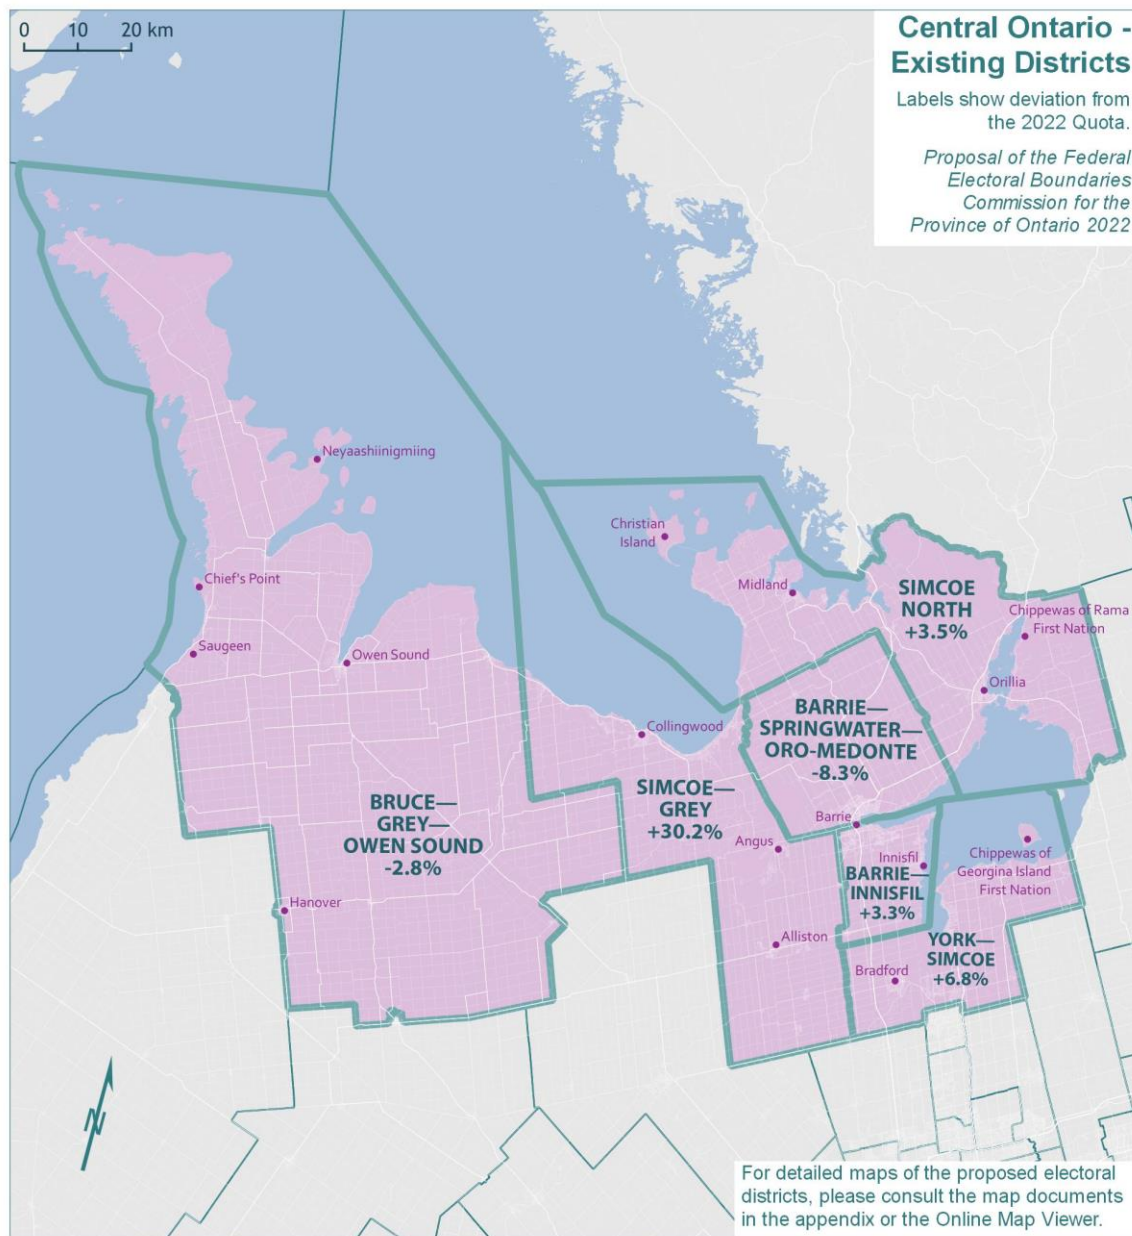 0 10 20 km
Central Ontario -
Existing Districts
Labels show deviation from
the 2022 Quota.
Proposal of the Federal
Electoral Boundaries
Commission for the
Province of Ontario 2022
Neyaashiinigmiing
Christian
Island
Chief's Point
Midland
SIMCOE
NORTH
+3.5%
Chippewas of Rama
First Nation
Saugeen
Owen Sound
Orillia
Collingwood
BARRIE—
SPRINGWATER—
ORO-MEDONTE
-8.3%
BRUCE—
GREY—
OWEN SOUND
-2.8%
SIMCOE—
GREY
+30.2%
Barrie
Angus
Innisfil
BARRIE—
INNISFIL
+3.3%
Chippewas of
Georgina Island
First Nation
Hanover
Alliston
YORK—
SIMCOE
+6.8%
Bradford
N
For detailed maps of the proposed electoral
districts, please consult the map documents
in the appendix or the Online Map Viewer.